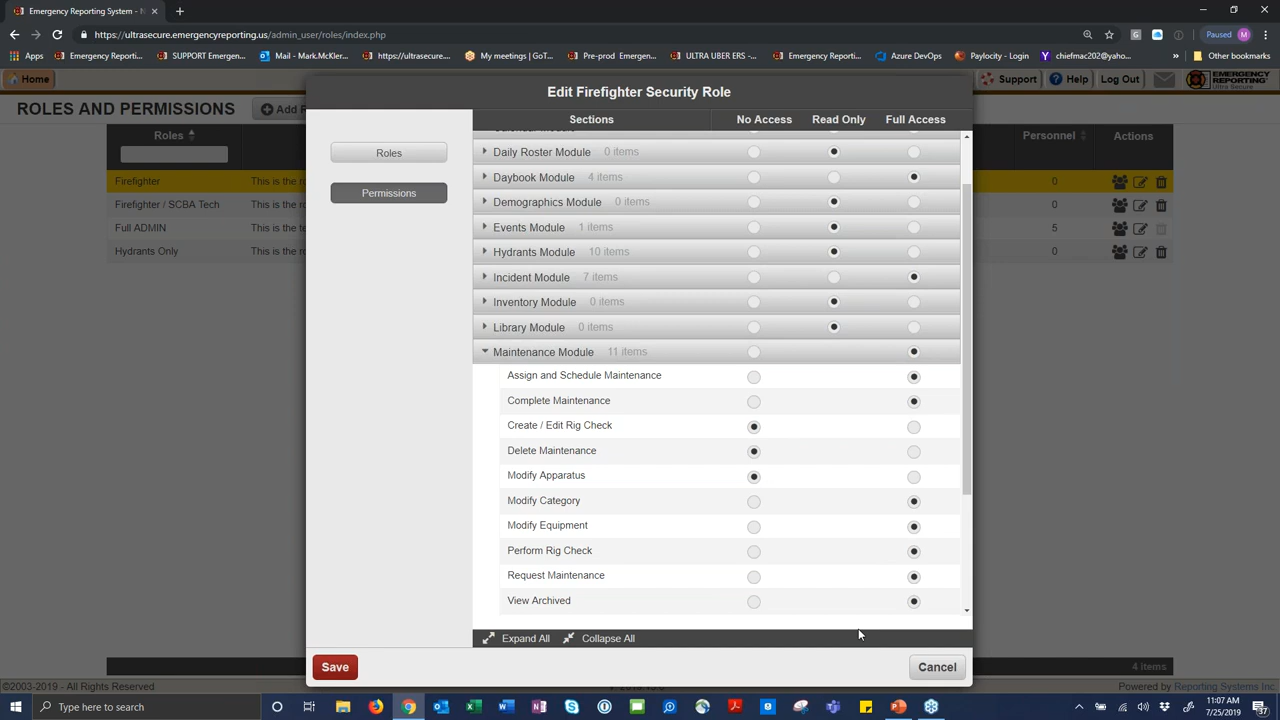 Emergency Reporting System - N
https://ultrasecure.emergencyreporting.us/admin_user/roles/index.php
Paused
M
Apps
SUPPORT Emergen...
Mail - Mark.McKler...
https://ultrasecure...
My meetings | GoT...
Pre-prod Emergen...
ULTRA UBER ERS -...
Emergency Reporti...
Azure DevOps
Paylocity - Login
chiefmac202@yaho...
Other bookmarks
Home
Support
Help
Log Out
EMERGENCY
REPORTING
Ultra Secure
ROLES AND PERMISSIONS
Add R
Edit Firefighter Security Role
Sections No Access Read Only Full Access
Roles Personnel Actions
Roles
Permissions
Daily Roster Module 0 items
Daybook Module 4 items
Demographics Module 0 items
Events Module 1 items
Hydrants Module 10 items
Incident Module 7 items
Inventory Module 0 items
Library Module 0 items
Maintenance Module 11 items
Assign and Schedule Maintenance
Complete Maintenance
Create / Edit Rig Check
Delete Maintenance
Modify Apparatus
Modify Category
Modify Equipment
Perform Rig Check
Request Maintenance
View Archived
Firefighter This is the ro 0
Firefighter / SCBA Tech This is the ro 0
Full ADMIN This is the te 5
Hydrants Only This is the ro 0
Expand All Collapse All
Save Cancel
4 items
©2003-2019 - All Rights Reserved Powered by Reporting Systems Inc.
Type here to search
11:07 AM
7/25/2019
37